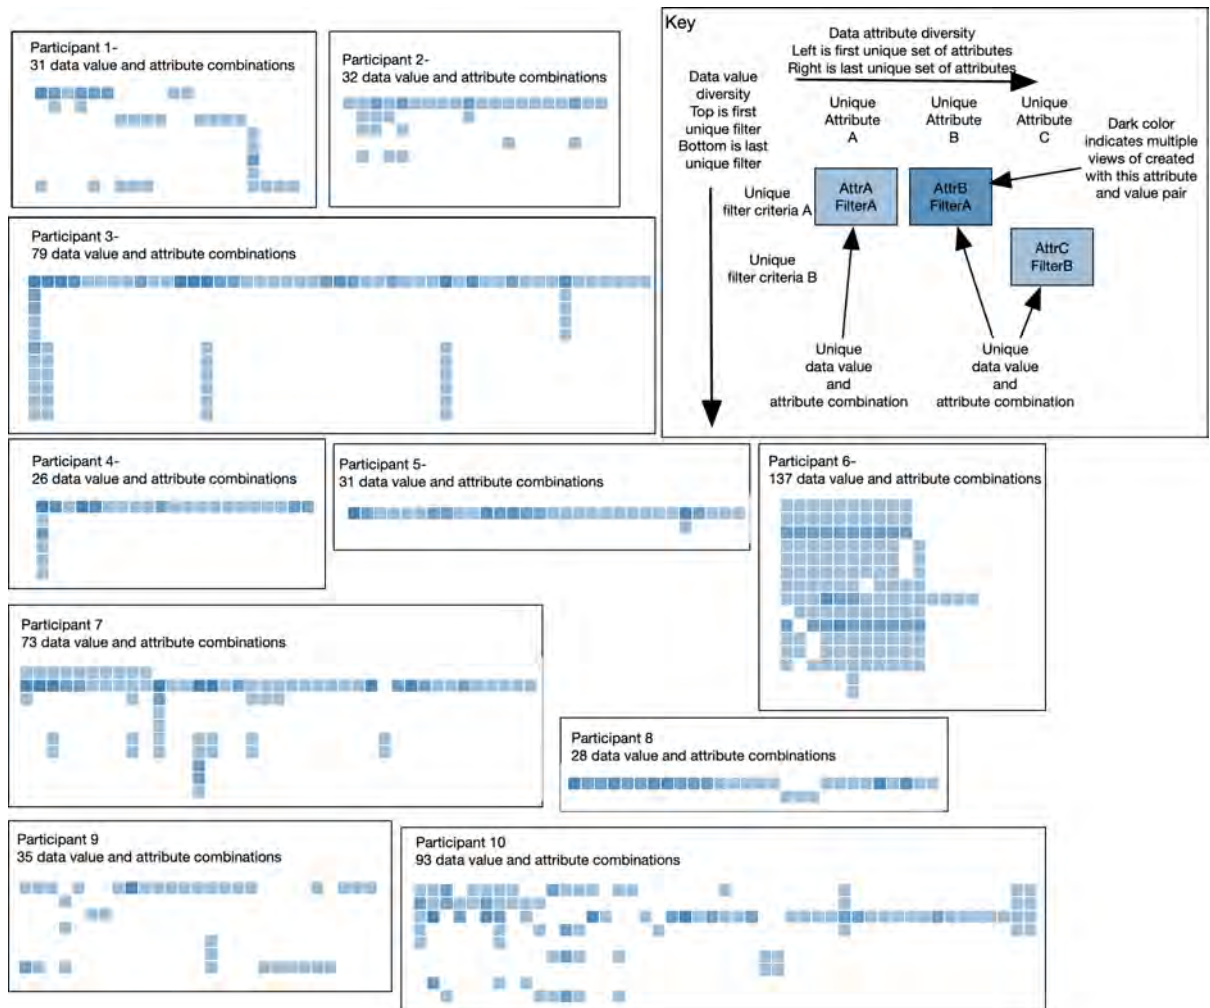 Participant 1-
31 data value and attribute combinations
Participant 2-
32 data value and attribute combinations
Key
Data attribute diversity
Left is first unique set of attributes
Right is last unique set of attributes
Data value
diversity
Top is first
unique filter
Bottom is last
unique filter
Unique
Attribute
A
Unique
Attribute
B
Unique
Attribute
C
Dark color
indicates multiple
views of created
with this attribute
and value pair
Unique
filter criteria A
AttrA
FilterA
AttrB
FilterA
Unique
filter criteria B
AttrC
FilterB
Unique
data value
and
attribute combination
Unique
data value
and
attribute combination
Participant 3-
79 data value and attribute combinations
Participant 4-
26 data value and attribute combinations
Participant 5-
31 data value and attribute combinations
Participant 6-
137 data value and attribute combinations
Participant 7
73 data value and attribute combinations
Participant 8
28 data value and attribute combinations
Participant 9
35 data value and attribute combinations
Participant 10
93 data value and attribute combinations